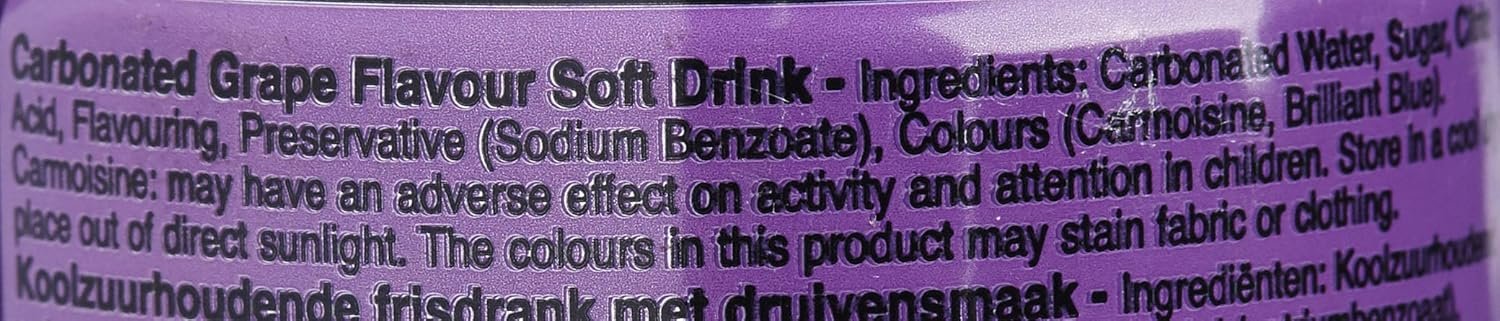 Carbonated Grape Flavour Soft Drink - Ingredients: Carbonated Water, Sugar,
Acid, Flavouring, Preservative (Sodium Benzoate), Colours (Carmoisine, Brilliant Blue).
Carmoisine: may have an adverse effect on activity and attention in children. Store in a cool
place out of direct sunlight. The colours in this product may stain fabric or clothing.
Koolzuurhoudende frisdrank met druivensmaak - Ingrediënten: